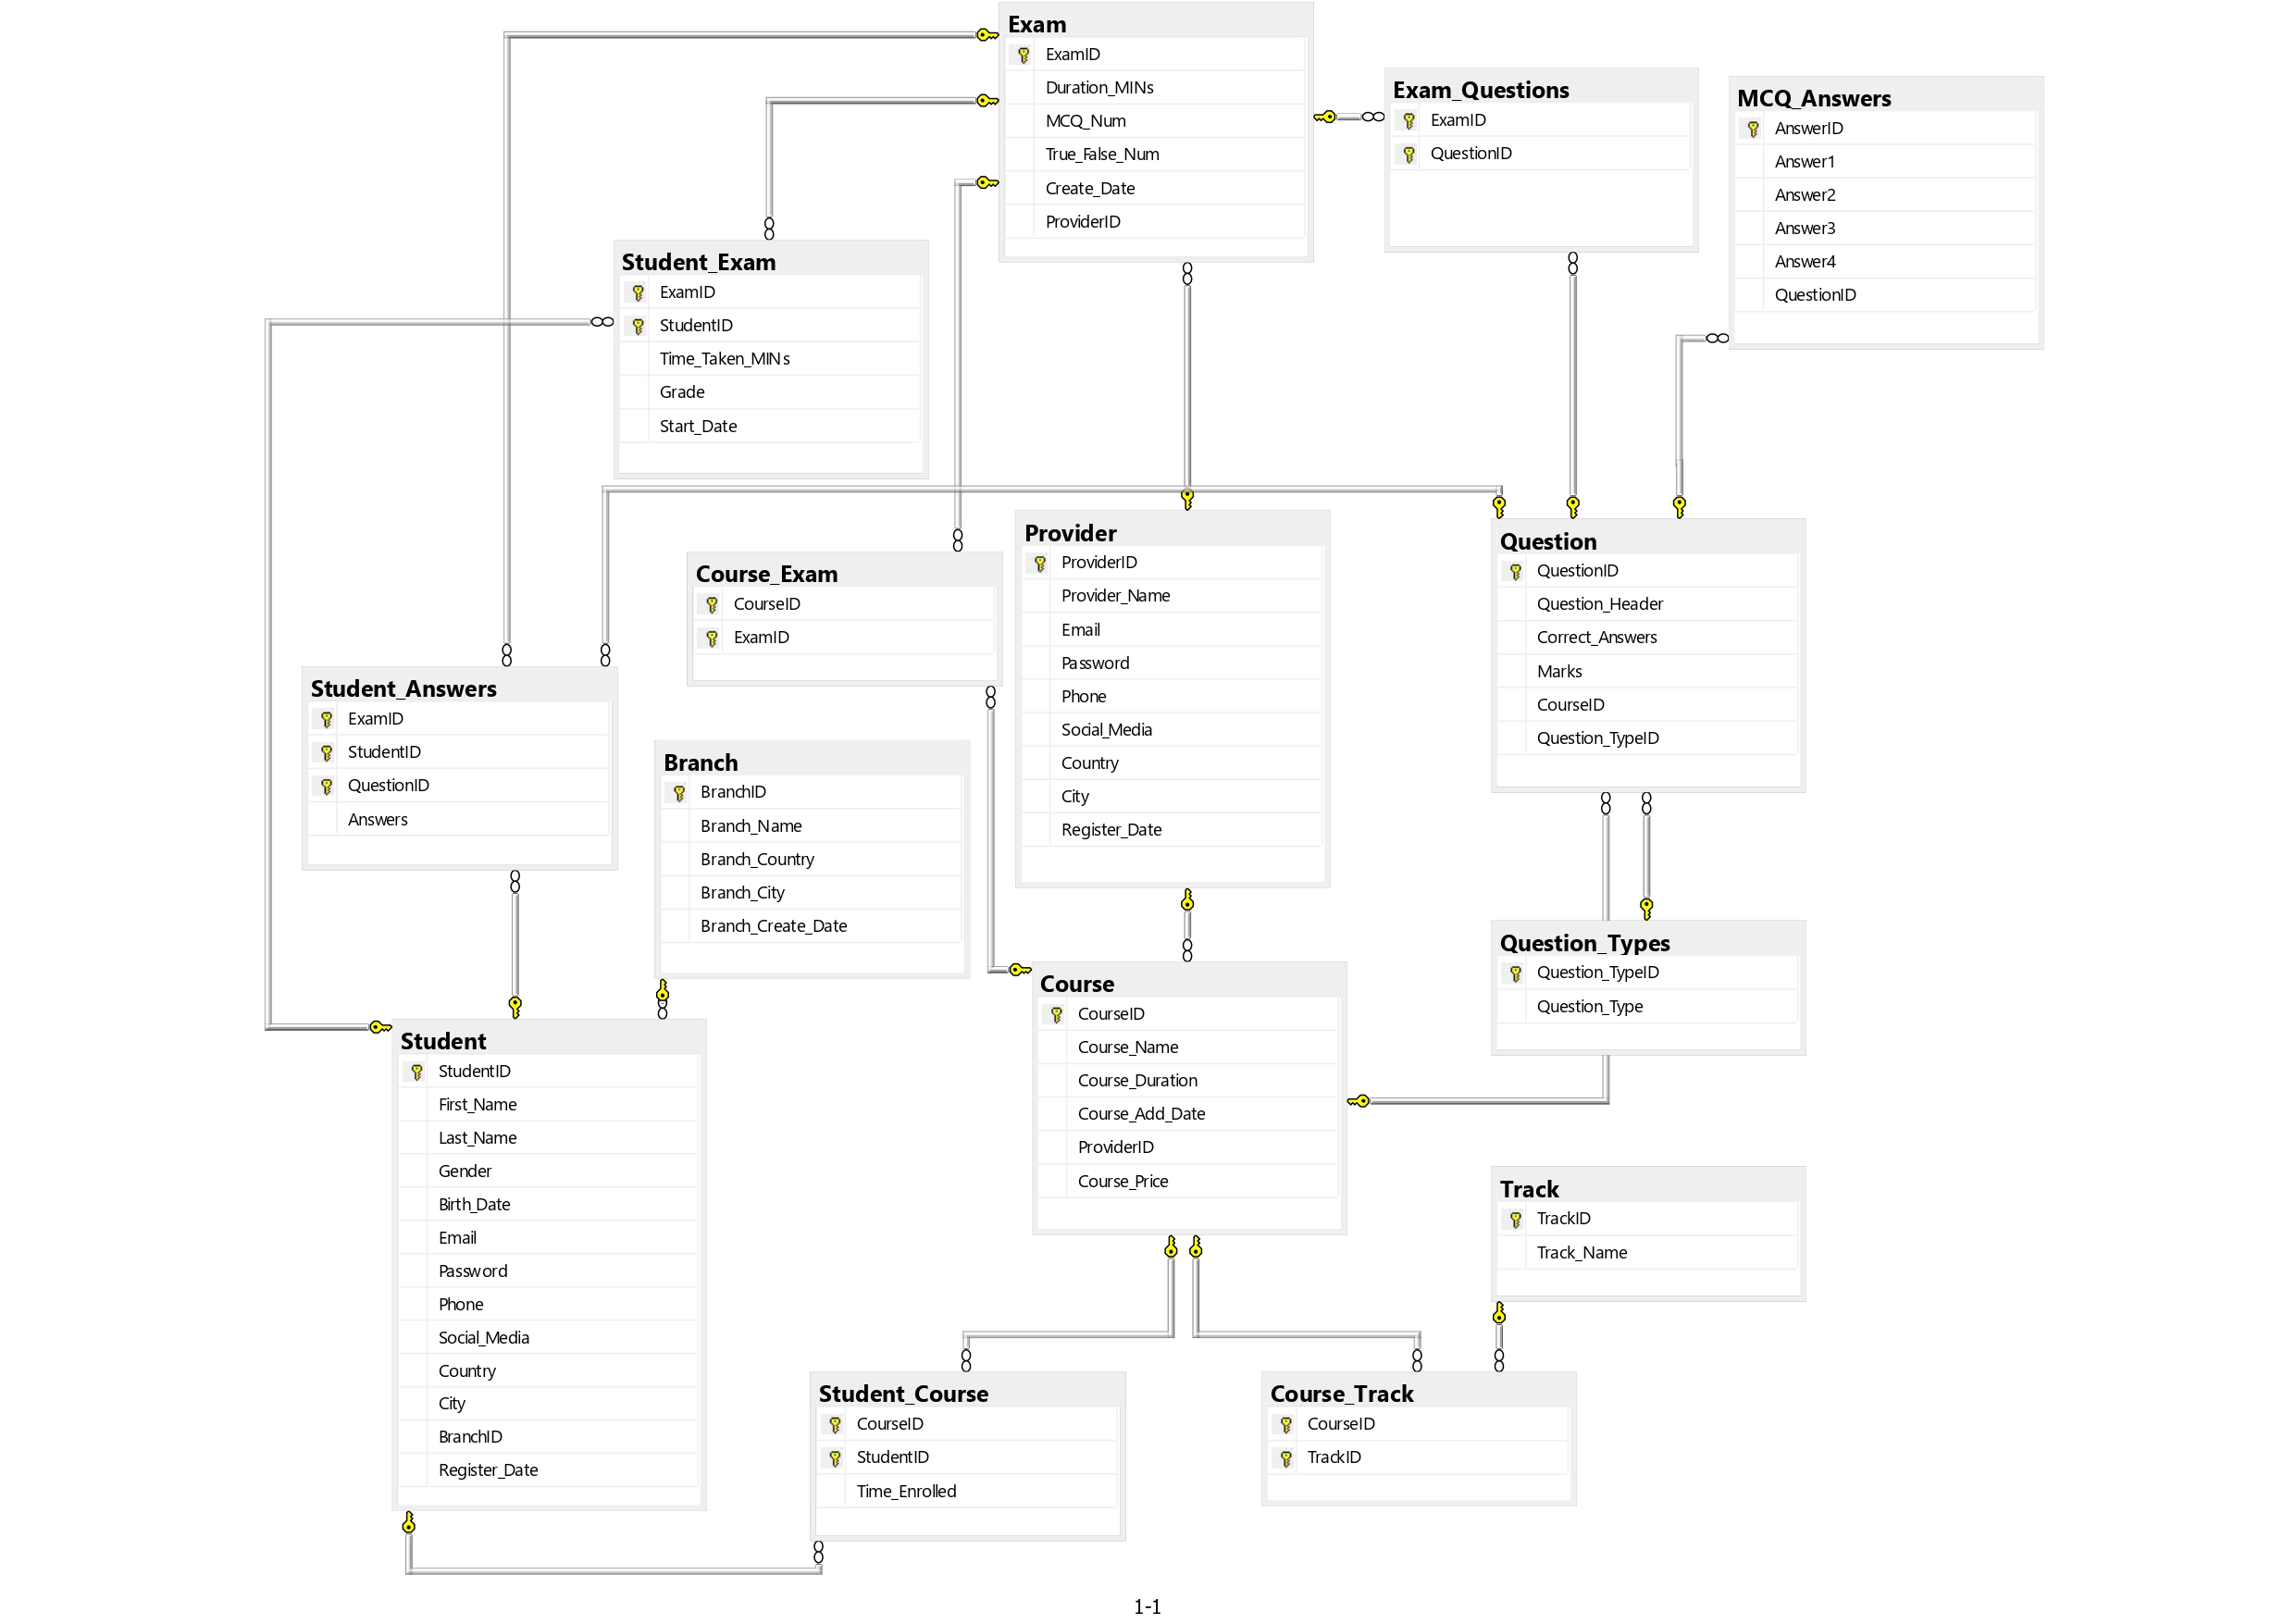 Exam
ExamID
Duration_MINs
MCQ_Num
True_False_Num
Create_Date
ProviderID
Exam_Questions
ExamID
QuestionID
MCQ_Answers
AnswerID
Answer1
Answer2
Answer3
Answer4
QuestionID
Student_Exam
ExamID
StudentID
Time_Taken_MINs
Grade
Start_Date
Provider
ProviderID
Provider_Name
Email
Password
Phone
Social_Media
Country
City
Register_Date
Question
QuestionID
Question_Header
Correct_Answers
Marks
CourseID
Question_TypeID
Course_Exam
CourseID
ExamID
Student_Answers
ExamID
StudentID
QuestionID
Answers
Branch
BranchID
Branch_Name
Branch_Country
Branch_City
Branch_Create_Date
Question_Types
Question_TypeID
Question_Type
Course
CourseID
Course_Name
Course_Duration
Course_Add_Date
ProviderID
Course_Price
Student
StudentID
First_Name
Last_Name
Gender
Birth_Date
Email
Password
Phone
Social_Media
Country
City
BranchID
Register_Date
Track
TrackID
Track_Name
Student_Course
CourseID
StudentID
Time_Enrolled
Course_Track
CourseID
TrackID
1-1